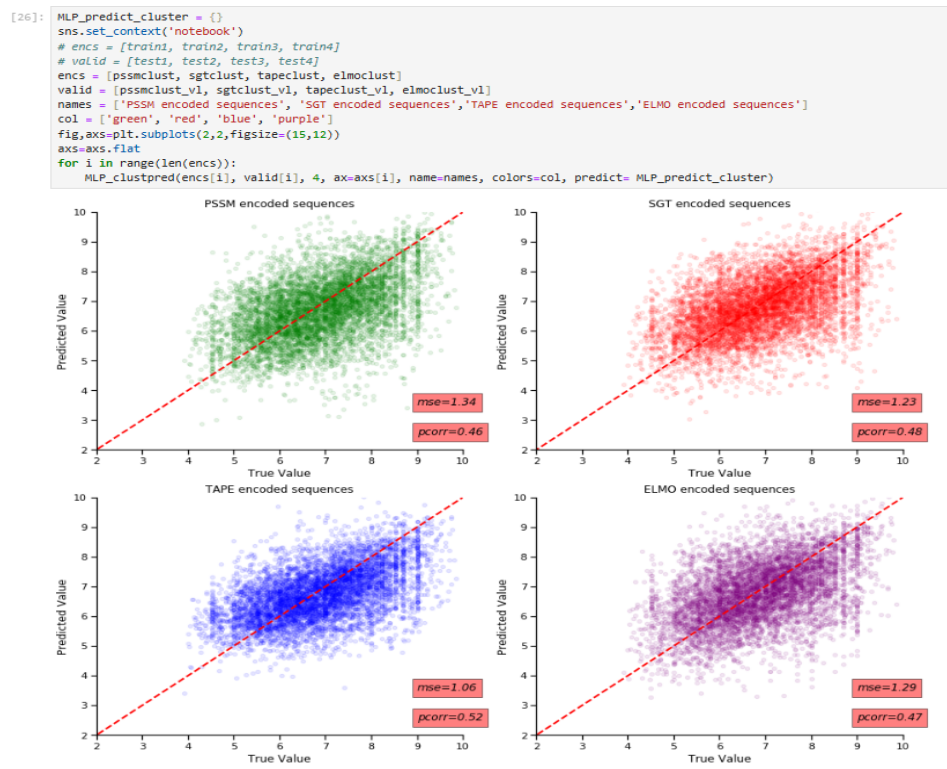 [26]: MLP_predict_cluster = {}
sns.set_context('notebook')
# encs = [train1, train2, train3, train4]
# valid = [test1, test2, test3, test4]
encs = [pssmclust, sgtclust, tapeclust, elmoclust]
valid = [pssmclust_vl, sgtclust_vl, tapeclust_vl, elmoclust_vl]
names = ['PSSM encoded sequences', 'SGT encoded sequences','TAPE encoded sequences','ELMO encoded sequences']
col = ['green', 'red', 'blue', 'purple']
fig,axs=plt.subplots(2,2,figsize=(15,12))
axs=axs.flat
for i in range(len(encs)):
    MLP_clustpred(encs[i], valid[i], 4, ax=axs[i], name=names, colors=col, predict= MLP_predict_cluster)
PSSM encoded sequences
10
9
8
7
6
5
4
3
2
Predicted Value
mse=1.34
pcorr=0.46
2 3 4 5 6 7 8 9 10
True Value
SGT encoded sequences
10
9
8
7
6
5
4
3
2
Predicted Value
mse=1.23
pcorr=0.48
2 3 4 5 6 7 8 9 10
True Value
TAPE encoded sequences
10
9
8
7
6
5
4
3
2
Predicted Value
mse=1.06
pcorr=0.52
2 3 4 5 6 7 8 9 10
True Value
ELMO encoded sequences
10
9
8
7
6
5
4
3
2
Predicted Value
mse=1.29
pcorr=0.47
2 3 4 5 6 7 8 9 10
True Value